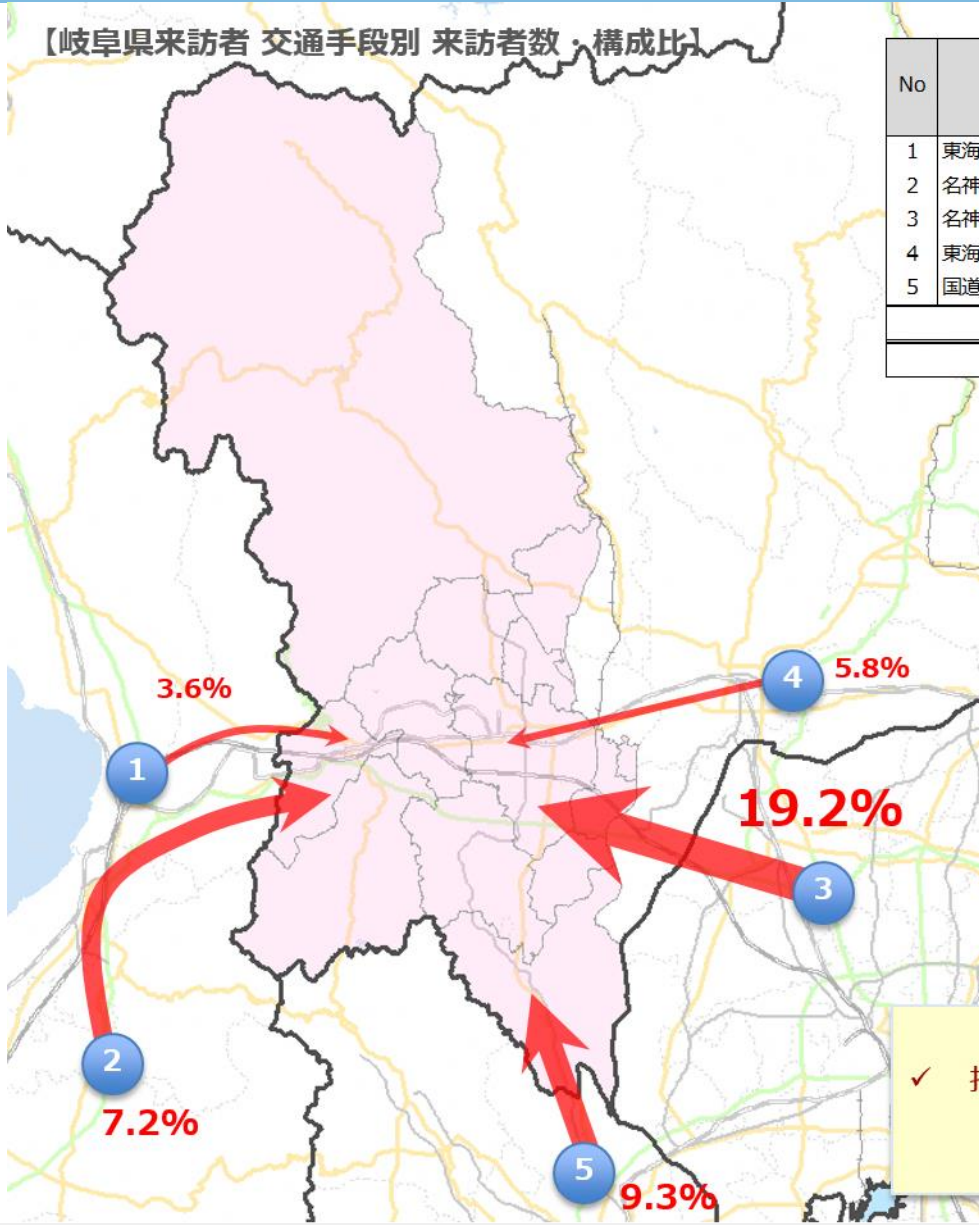 【岐阜県来訪者 交通手段別 来訪者数・構成比】
No
1 東海
2 名神
3 名神
4 東海
5 国道
3.6%
4 5.8%
1
19.2%
3
2
7.2%
5
9.3%
✓